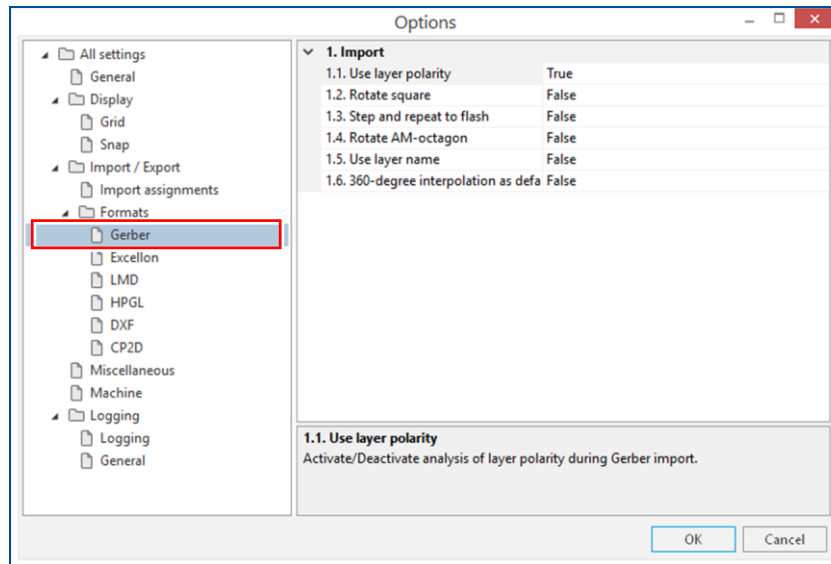 Options
All settings
General
Display
Grid
Snap
Import / Export
Import assignments
Formats
Gerber
Excellon
LMD
HPGL
DXF
CP2D
Miscellaneous
Machine
Logging
Logging
General
1. Import
1.1. Use layer polarity True
1.2. Rotate square False
1.3. Step and repeat to flash False
1.4. Rotate AM-octagon False
1.5. Use layer name False
1.6. 360-degree interpolation as defa False
1.1. Use layer polarity
Activate/Deactivate analysis of layer polarity during Gerber import.
OK Cancel